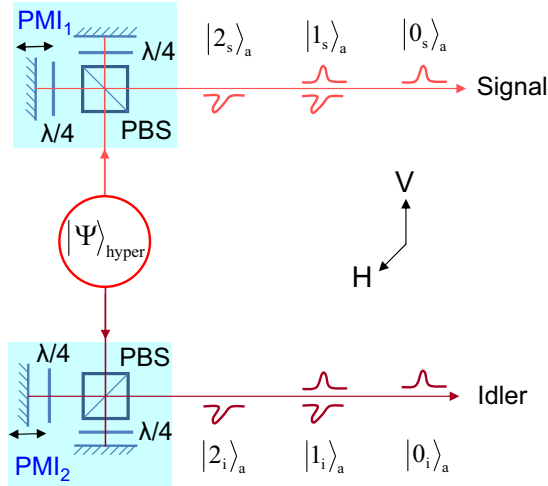 PMI₁
λ/4
|2ₛ⟩ₐ |1ₛ⟩ₐ |0ₛ⟩ₐ
Signal
λ/4
PBS
|Ψ⟩hyper
V
H
λ/4
PBS
Idler
λ/4
PMI₂
|2ᵢ⟩ₐ |1ᵢ⟩ₐ |0ᵢ⟩ₐ